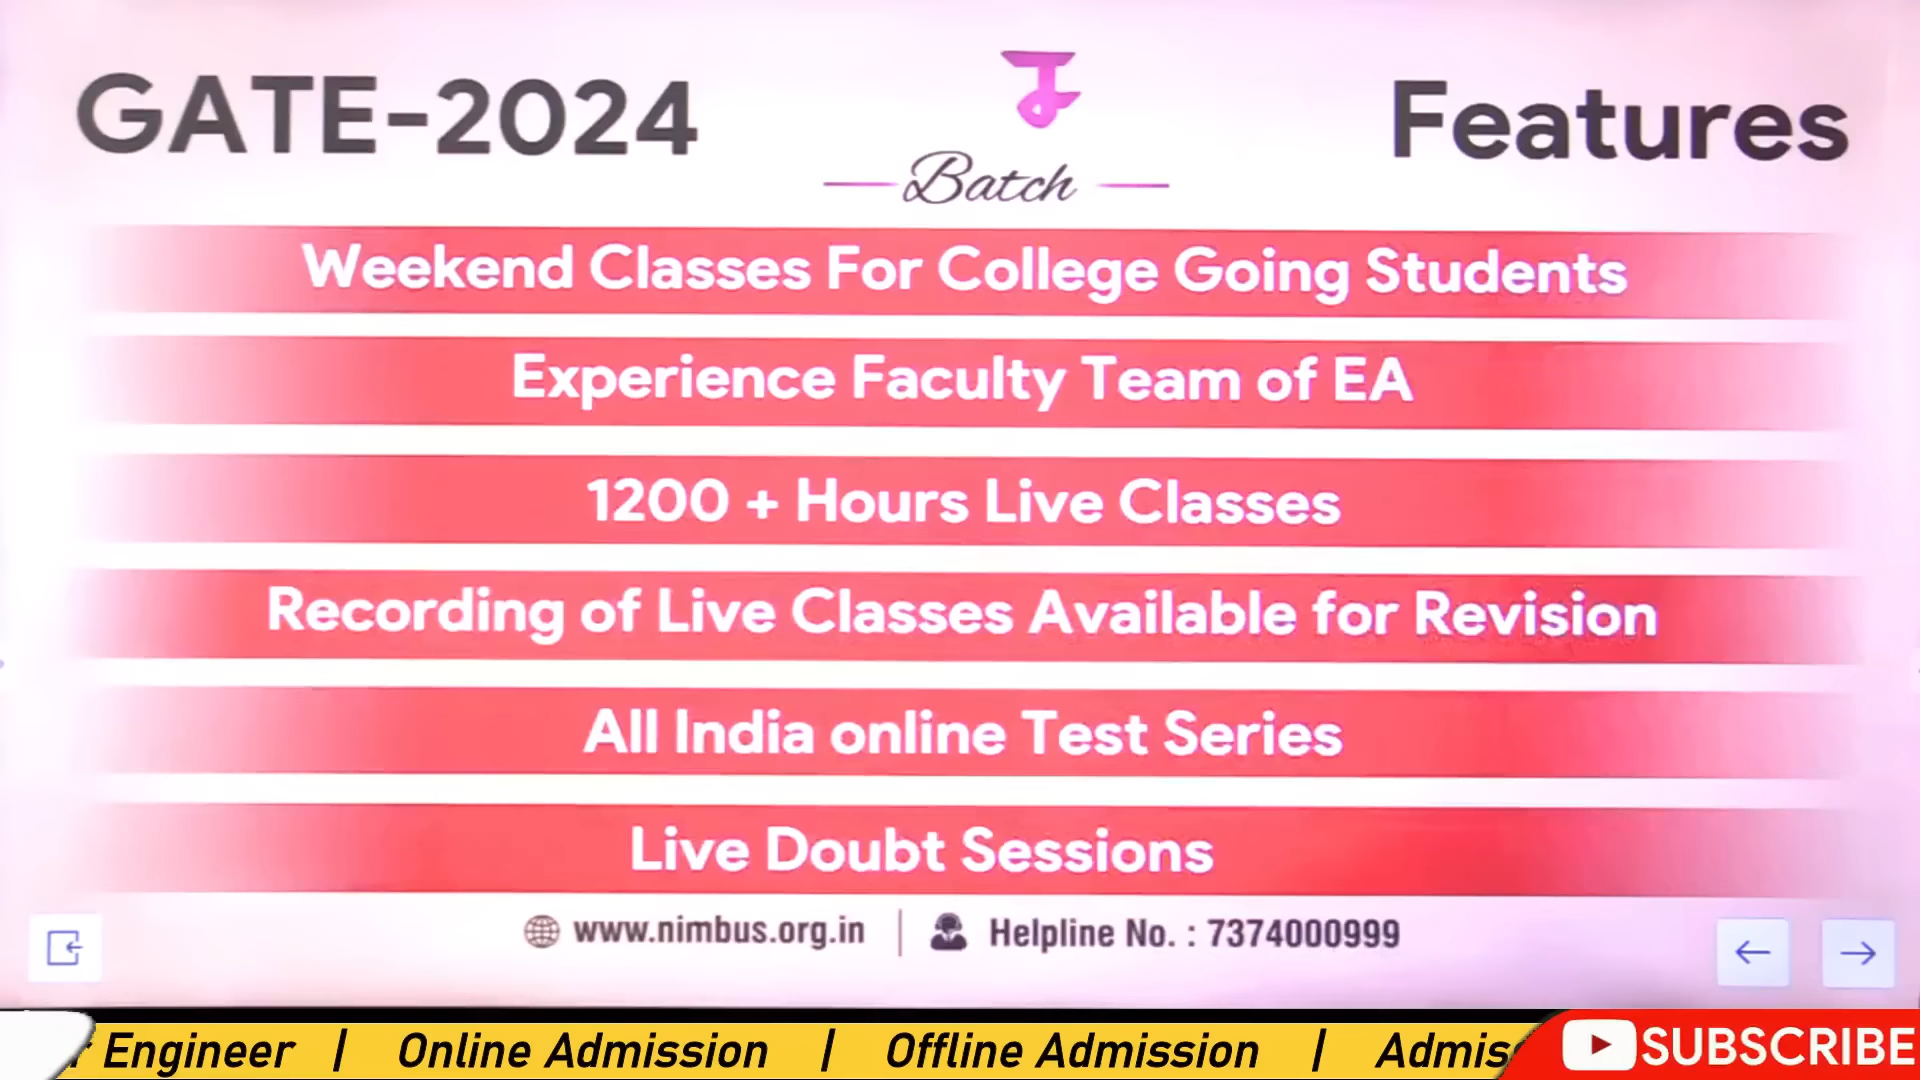 GATE-2024
Batch
Features
Weekend Classes For College Going Students
Experience Faculty Team of EA
1200 + Hours Live Classes
Recording of Live Classes Available for Revision
All India online Test Series
Live Doubt Sessions
www.nimbus.org.in | Helpline No. : 7374000999
Engineer | Online Admission | Offline Admission |
SUBSCRIBE